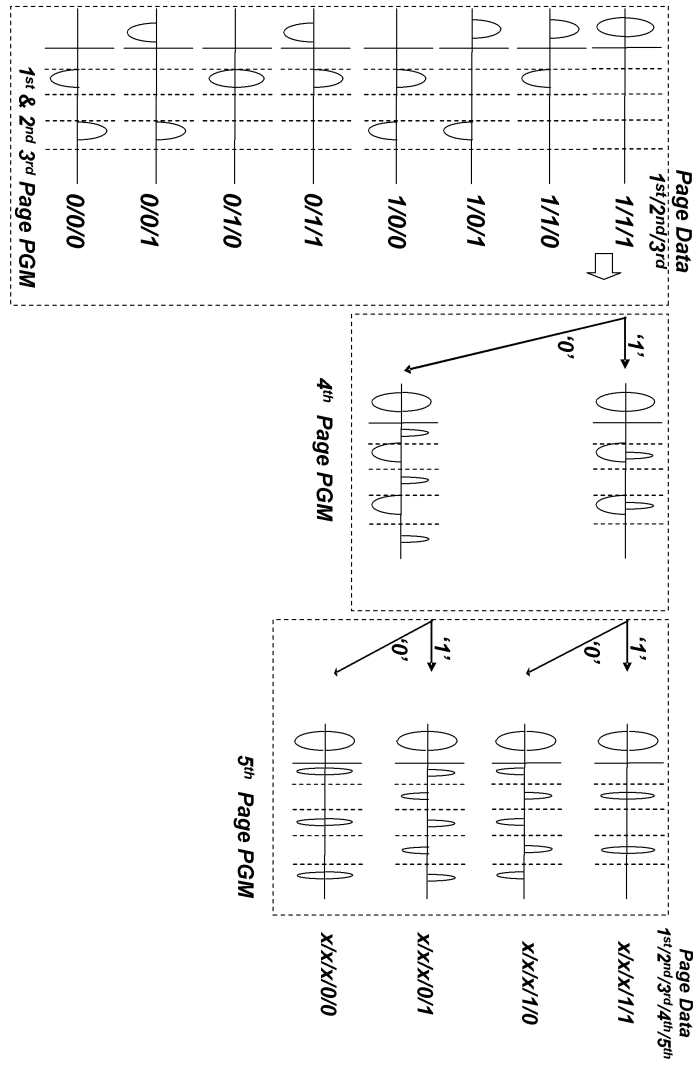 Page Data
1st/2nd/3rd
1/1/1
1/1/0
1/0/1
1/0/0
0/1/1
0/1/0
0/0/1
0/0/0
1st & 2nd 3rd Page PGM
‘1’
‘0’
4th Page PGM
‘1’
‘0’
‘1’
‘0’
5th Page PGM
Page Data
1st/2nd/3rd/4th/5th
x/x/x/1/1
x/x/x/1/0
x/x/x/0/1
x/x/x/0/0